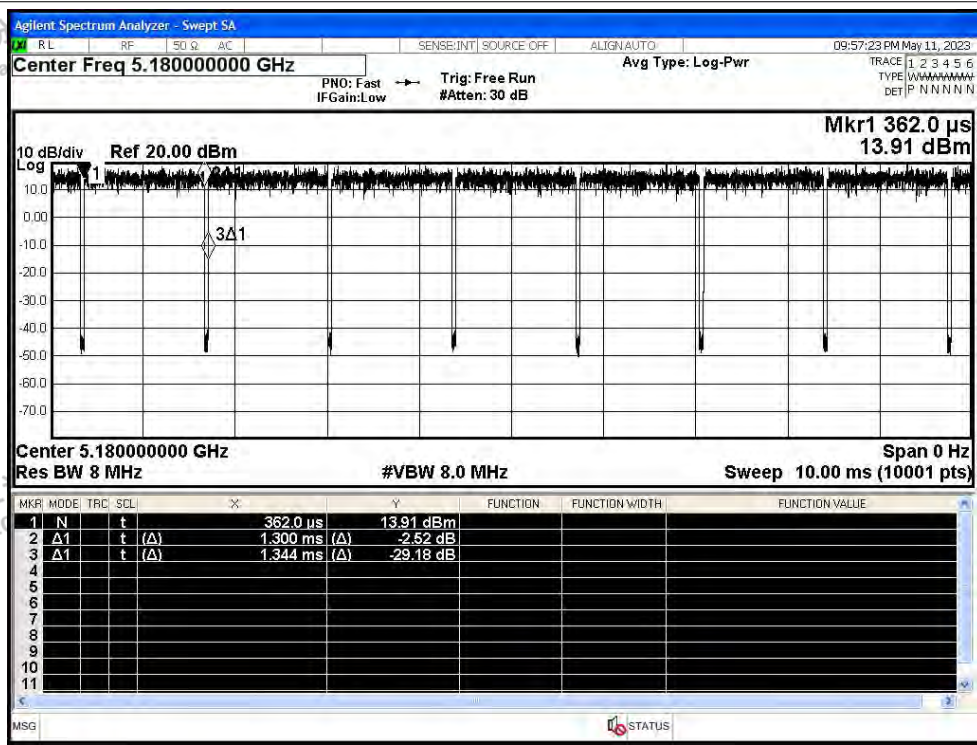 Agilent Spectrum Analyzer - Swept SA
RL RF 50 Ω AC SENSE:INT SOURCE OFF ALIGN AUTO 09:57:23 PM May 11, 2023
Center Freq 5.180000000 GHz
PNO: Fast
IFGain:Low
Trig: Free Run
#Atten: 30 dB
Avg Type: Log-Pwr
TRACE 1 2 3 4 5 6
TYPE WWWWWW
DET P N N N N N
Mkr1 362.0 µs
13.91 dBm
10 dB/div Ref 20.00 dBm
Log
1
2Δ1
3Δ1
10.0
0.00
-10.0
-20.0
-30.0
-40.0
-50.0
-60.0
-70.0
Center 5.180000000 GHz Span 0 Hz
Res BW 8 MHz #VBW 8.0 MHz Sweep 10.00 ms (10001 pts)
MKR MODE TRC SCL X Y FUNCTION FUNCTION WIDTH FUNCTION VALUE
1 N t 362.0 µs 13.91 dBm
2 Δ1 t (Δ) 1.300 ms (Δ) -2.52 dB
3 Δ1 t (Δ) 1.344 ms (Δ) -29.18 dB
4
5
6
7
8
9
10
11
MSG STATUS